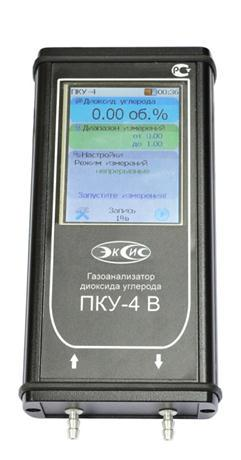 ПКУ-4 00:36
Диоксид углерода
0.00 об.%
Диапазон измерений
от 0.00
до 1.00
Настройки
Режим измерений
непрерывные
Запустите измерения!
Запись
ЭКСИС
Газоанализатор
диоксида углерода
ПКУ-4 В